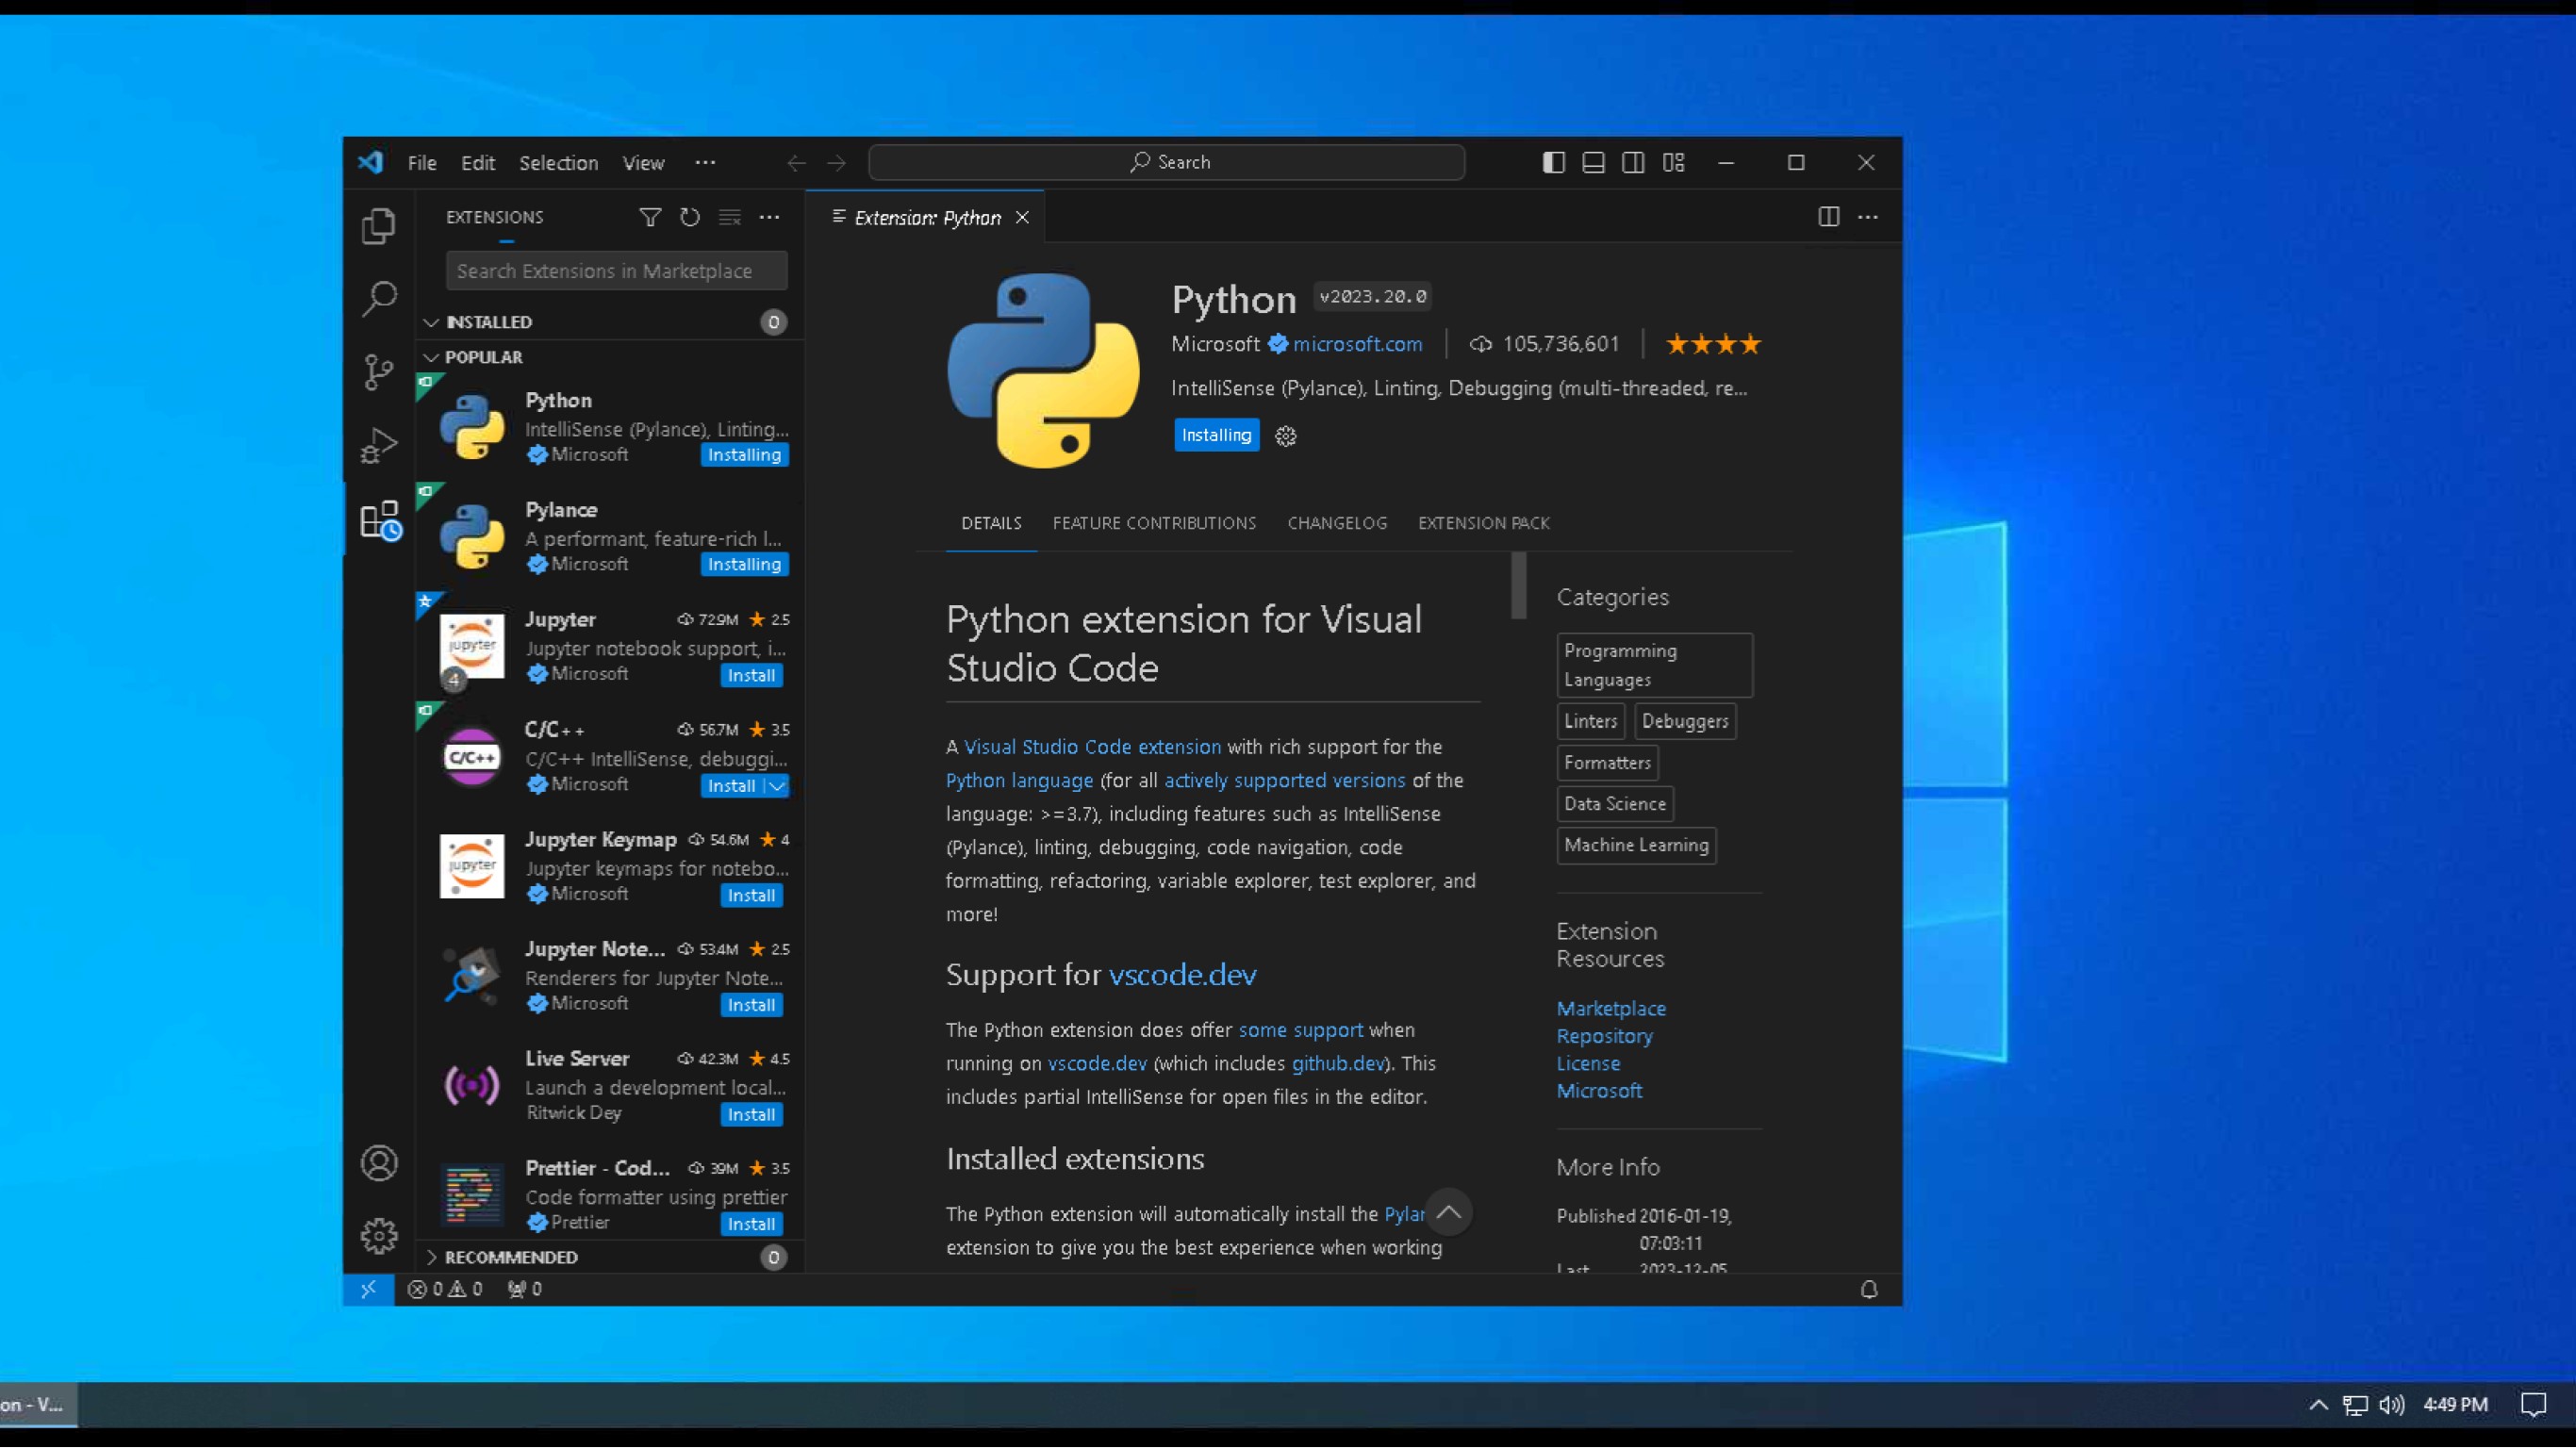 File Edit Selection View ··· Search
EXTENSIONS
Search Extensions in Marketplace
INSTALLED 0
POPULAR
Python
IntelliSense (Pylance), Linting...
Microsoft Installing
Pylance
A performant, feature-rich l...
Microsoft Installing
Jupyter 72.9M 2.5
Jupyter notebook support, i...
Microsoft Install
jupyter
4
C/C++ 56.7M 3.5
C/C++ IntelliSense, debuggi...
Microsoft Install
C/C++
Jupyter Keymap 54.6M 4
Jupyter keymaps for notebo...
Microsoft Install
jupyter
Jupyter Note... 53.4M 2.5
Renderers for Jupyter Note...
Microsoft Install
Live Server 42.3M 4.5
Launch a development local...
Ritwick Dey Install
Prettier - Cod... 39M 3.5
Code formatter using prettier
Prettier Install
RECOMMENDED 0
Extension: Python
Python v2023.20.0
Microsoft microsoft.com 105,736,601
IntelliSense (Pylance), Linting, Debugging (multi-threaded, re...
Installing
DETAILS FEATURE CONTRIBUTIONS CHANGELOG EXTENSION PACK
Python extension for Visual
Studio Code
A Visual Studio Code extension with rich support for the
Python language (for all actively supported versions of the
language: >=3.7), including features such as IntelliSense
(Pylance), linting, debugging, code navigation, code
formatting, refactoring, variable explorer, test explorer, and
more!
Support for vscode.dev
The Python extension does offer some support when
running on vscode.dev (which includes github.dev). This
includes partial IntelliSense for open files in the editor.
Installed extensions
The Python extension will automatically install the Pylan
extension to give you the best experience when working
Categories
Programming
Languages
Linters Debuggers
Formatters
Data Science
Machine Learning
Extension
Resources
Marketplace
Repository
License
Microsoft
More Info
Published 2016-01-19,
07:03:11
Last 2023-12-05
0 0 0
on - V...
4:49 PM